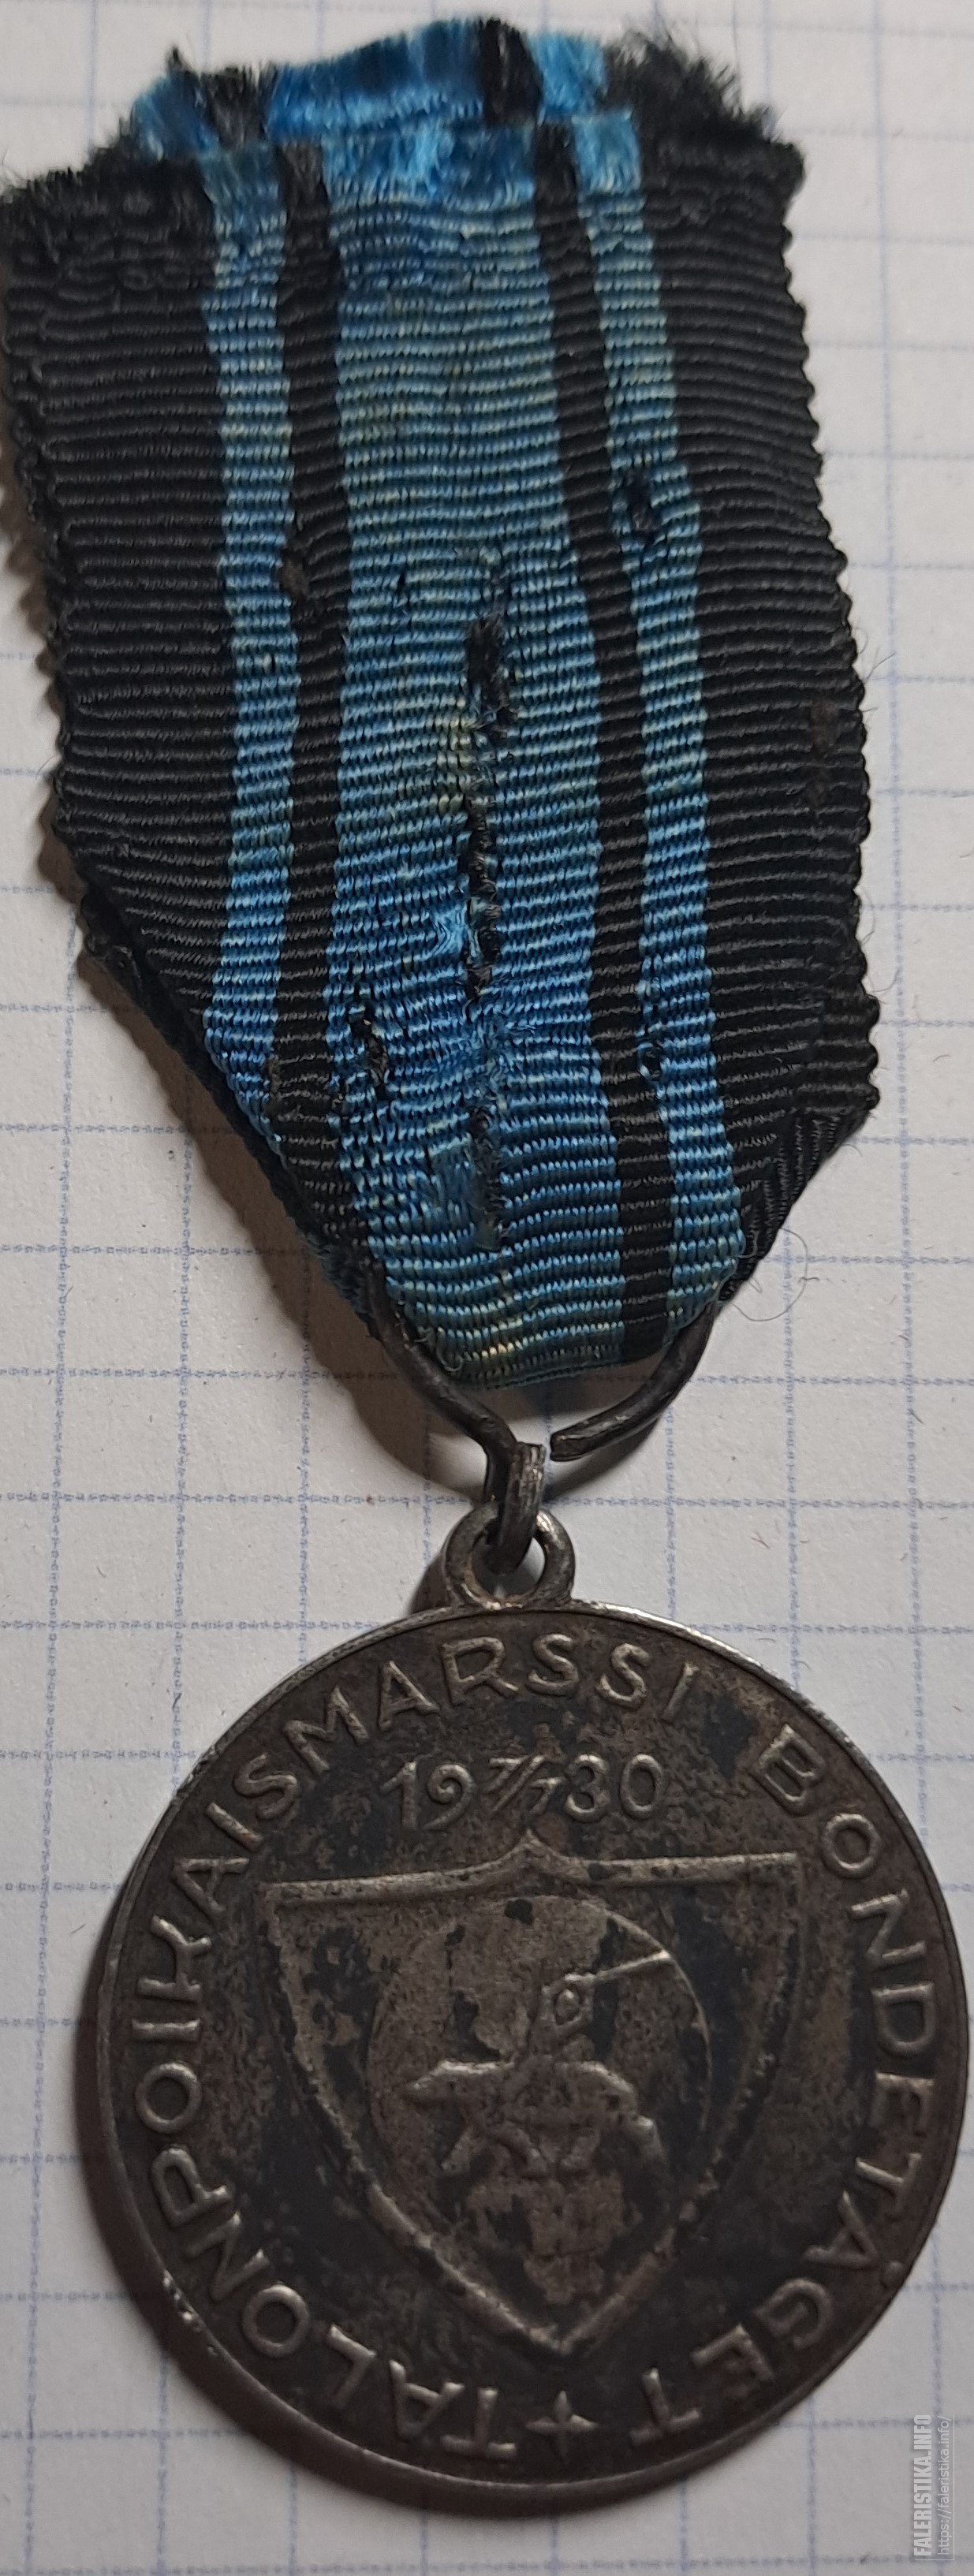 TALONPOIKAISMARSSI BONDETÅGET
19 7/7 30
FALERISTIKA.INFO
https://faleristika.info/